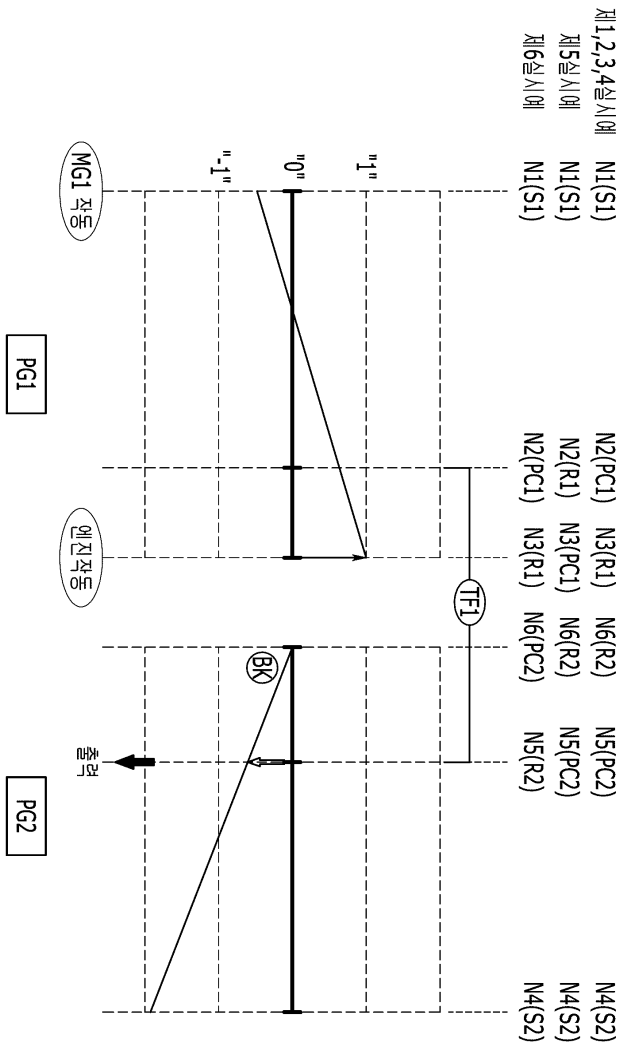 제1,2,3,4실시예 N1(S1) N2(PC1) N3(R1) N6(R2) N5(PC2) N4(S2)
제5실시예 N1(S1) N2(R1) N3(PC1) N6(R2) N5(PC2) N4(S2)
제6실시예 N1(S1) N2(PC1) N3(R1) N6(PC2) N5(R2) N4(S2)
TF1
"1"
"0"
"-1"
BK
MG1 작동
엔진작동
출력
PG1
PG2